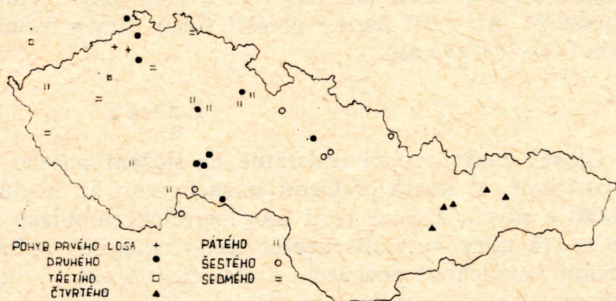 POHYB PRVÉHO LOSA + PÁTÉHO "
DRUHÉHO ● ŠESTÉHO ○
TŘETÍHO □ SEDMÉHO =
ČTVRTÉHO ▲